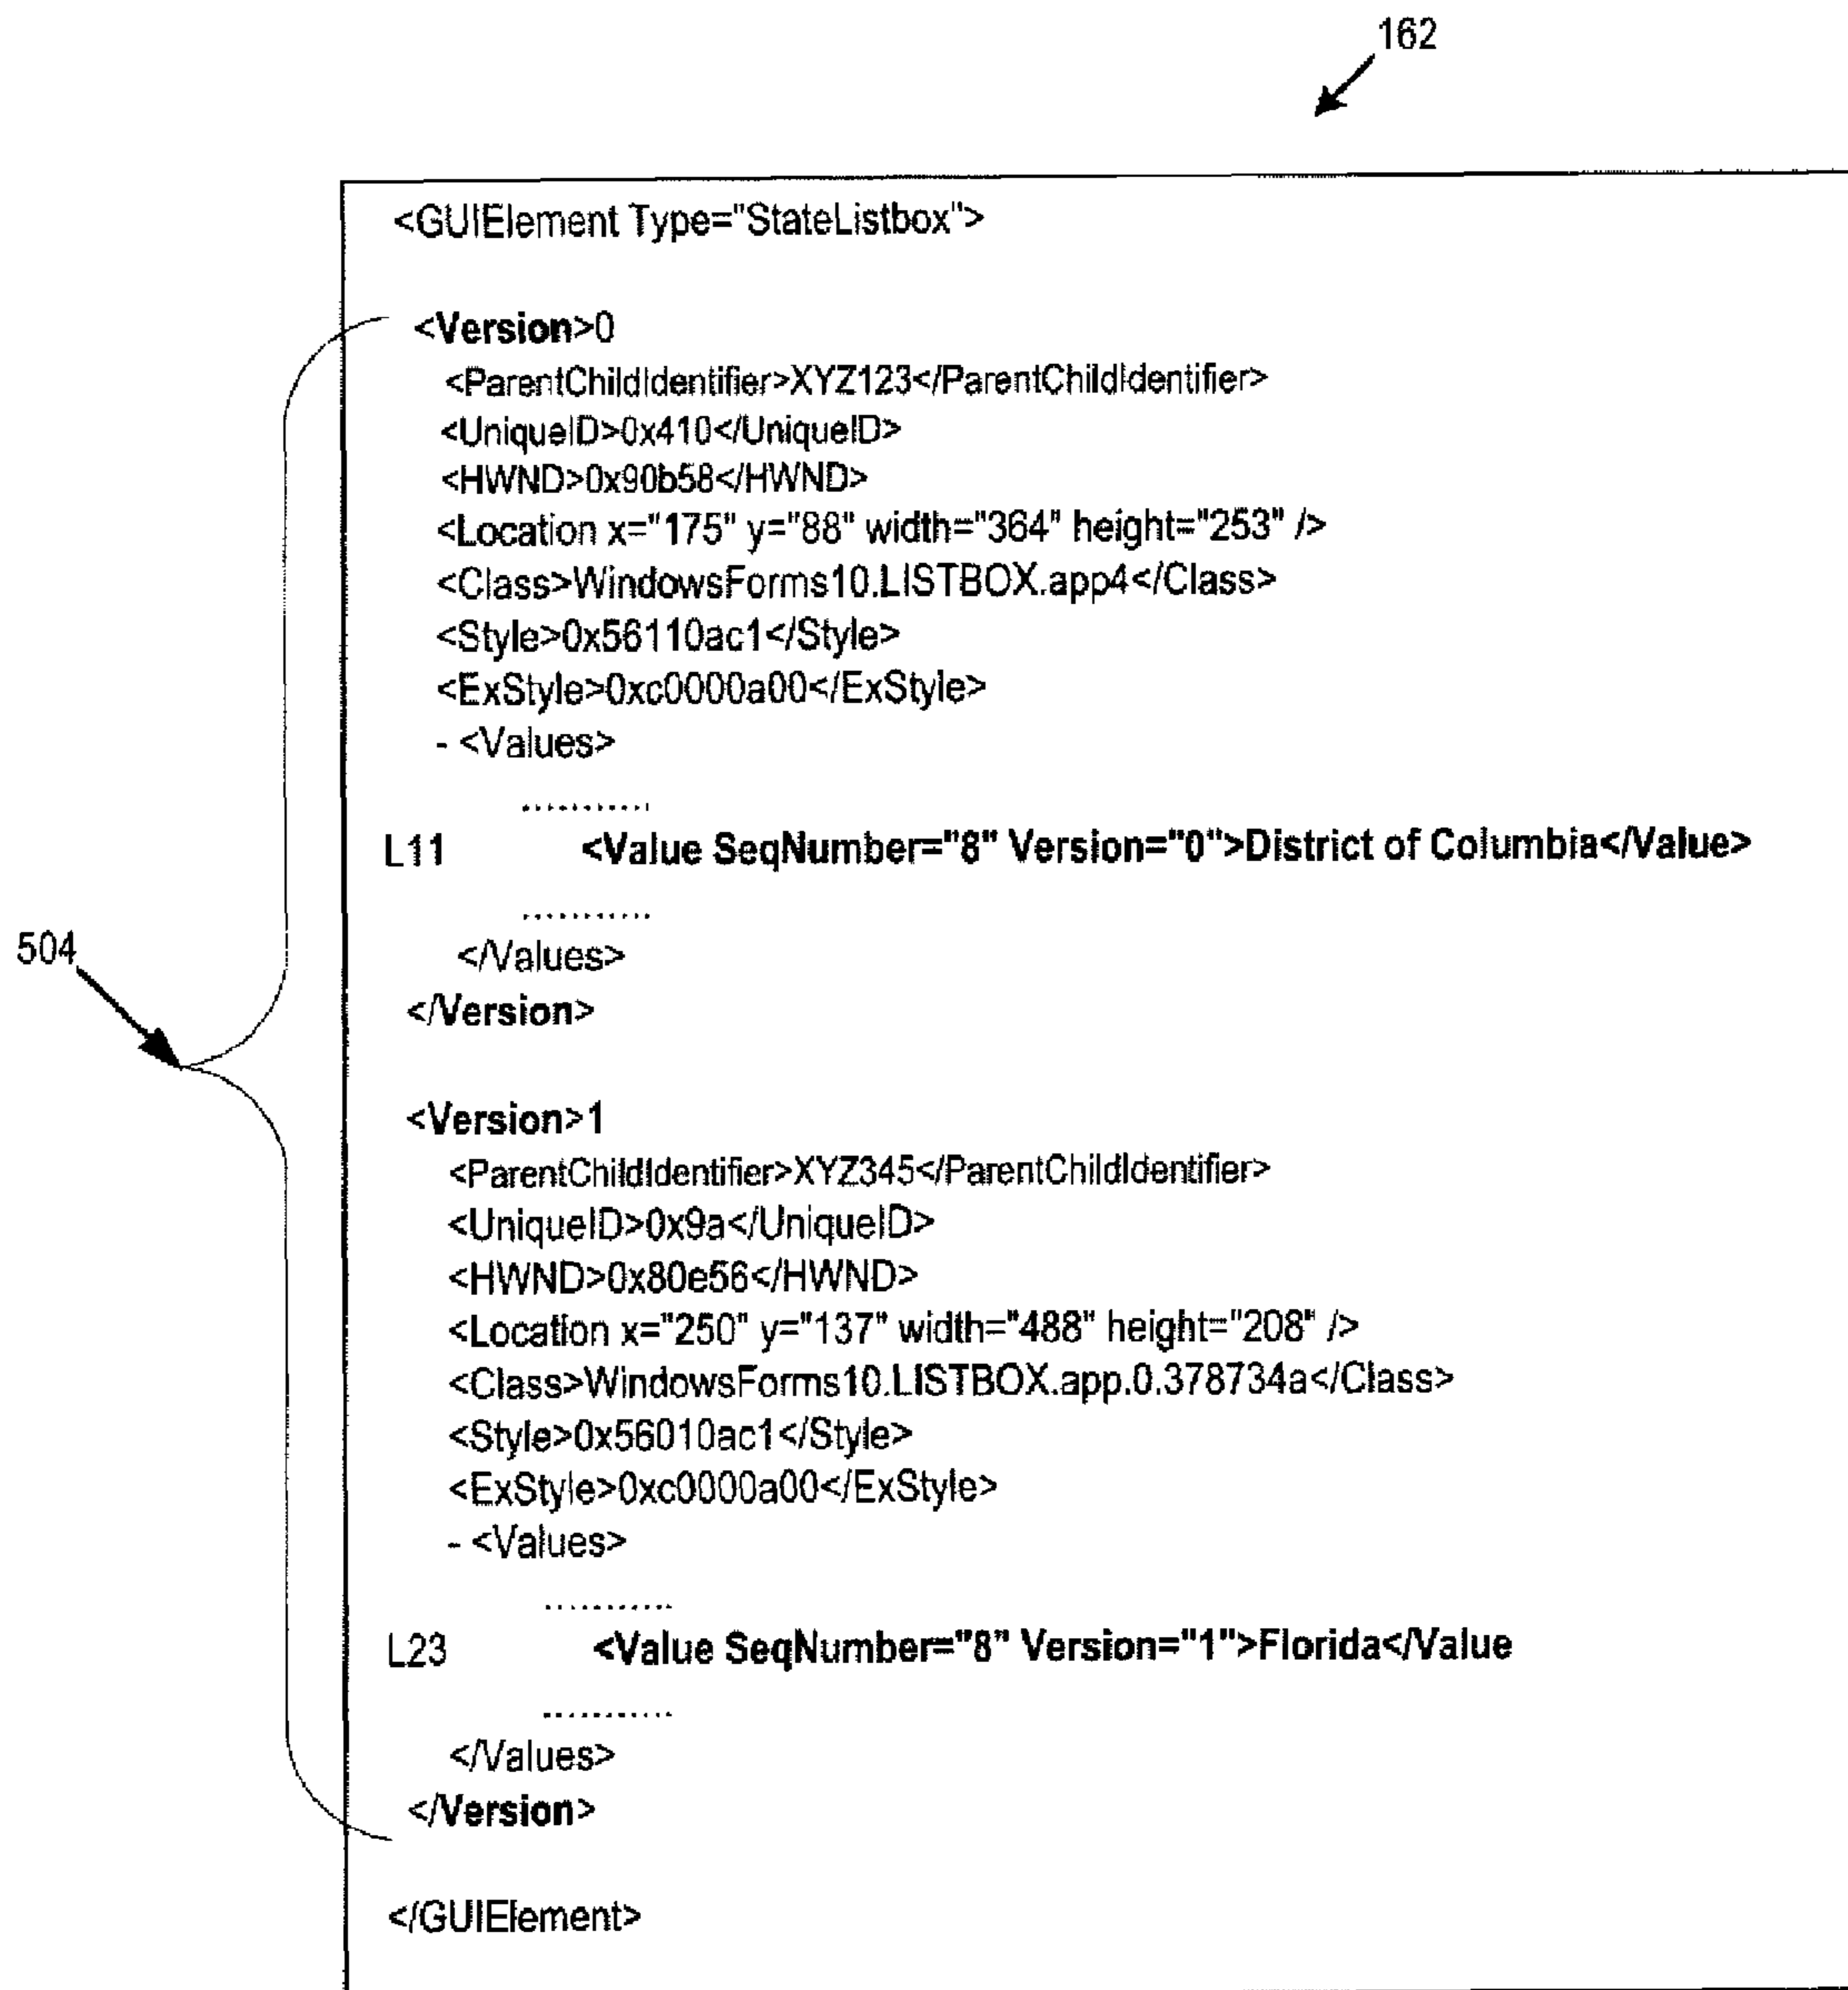 162
<GUIElement Type="StateListbox">
<Version>0
<ParentChildIdentifier>XYZ123</ParentChildIdentifier>
<UniqueID>0x410</UniqueID>
<HWND>0x90b58</HWND>
<Location x="175" y="88" width="364" height="253" />
<Class>WindowsForms10.LISTBOX.app4</Class>
<Style>0x56110ac1</Style>
<ExStyle>0xc0000a00</ExStyle>
- <Values>
...........
L11 <Value SeqNumber="8" Version="0">District of Columbia</Value>
...........
</Values>
504
</Version>
<Version>1
<ParentChildIdentifier>XYZ345</ParentChildIdentifier>
<UniqueID>0x9a</UniqueID>
<HWND>0x80e56</HWND>
<Location x="250" y="137" width="488" height="208" />
<Class>WindowsForms10.LISTBOX.app.0.378734a</Class>
<Style>0x56010ac1</Style>
<ExStyle>0xc0000a00</ExStyle>
- <Values>
...........
L23 <Value SeqNumber="8" Version="1">Florida</Value
...........
</Values>
</Version>
</GUIElement>